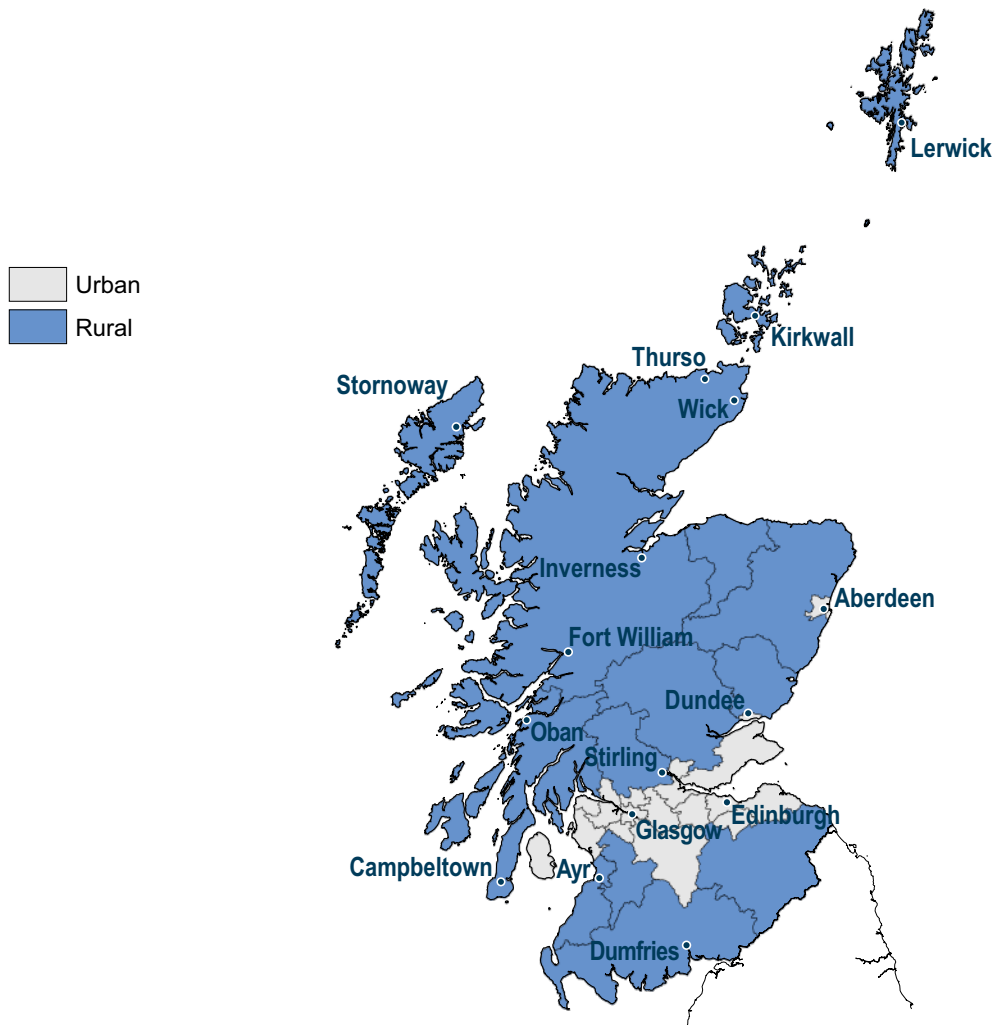 Lerwick
Urban
Rural
Kirkwall
Thurso
Stornoway
Wick
Inverness
Aberdeen
Fort William
Dundee
Oban
Stirling
Edinburgh
Glasgow
Campbeltown
Ayr
Dumfries